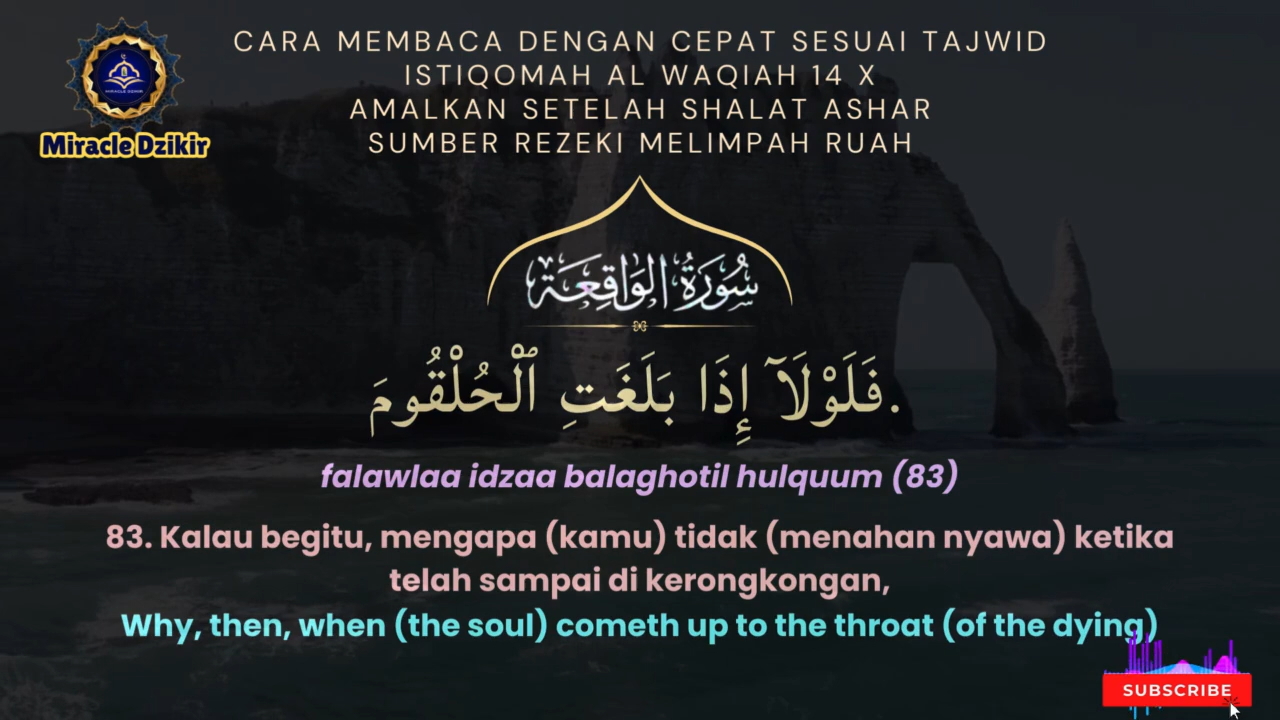 CARA MEMBACA DENGAN CEPAT SESUAI TAJWID
ISTIQOMAH AL WAQIAH 14 X
AMALKAN SETELAH SHALAT ASHAR
SUMBER REZEKI MELIMPAH RUAH
MIRACLE DZIKIR
Miracle Dzikir
سُورَةُ الوَاقِعَة
فَلَوْلَآ إِذَا بَلَغَتِ ٱلْحُلْقُومَ.
falawlaa idzaa balaghotil hulquum (83)
83. Kalau begitu, mengapa (kamu) tidak (menahan nyawa) ketika
telah sampai di kerongkongan,
Why, then, when (the soul) cometh up to the throat (of the dying)
SUBSCRIBE